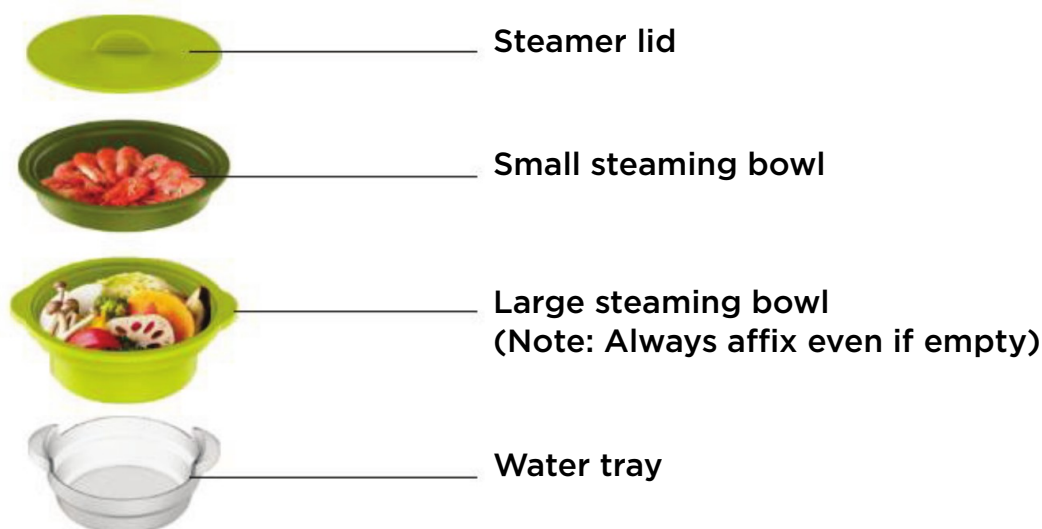 Steamer lid
Small steaming bowl
Large steaming bowl
(Note: Always affix even if empty)
Water tray